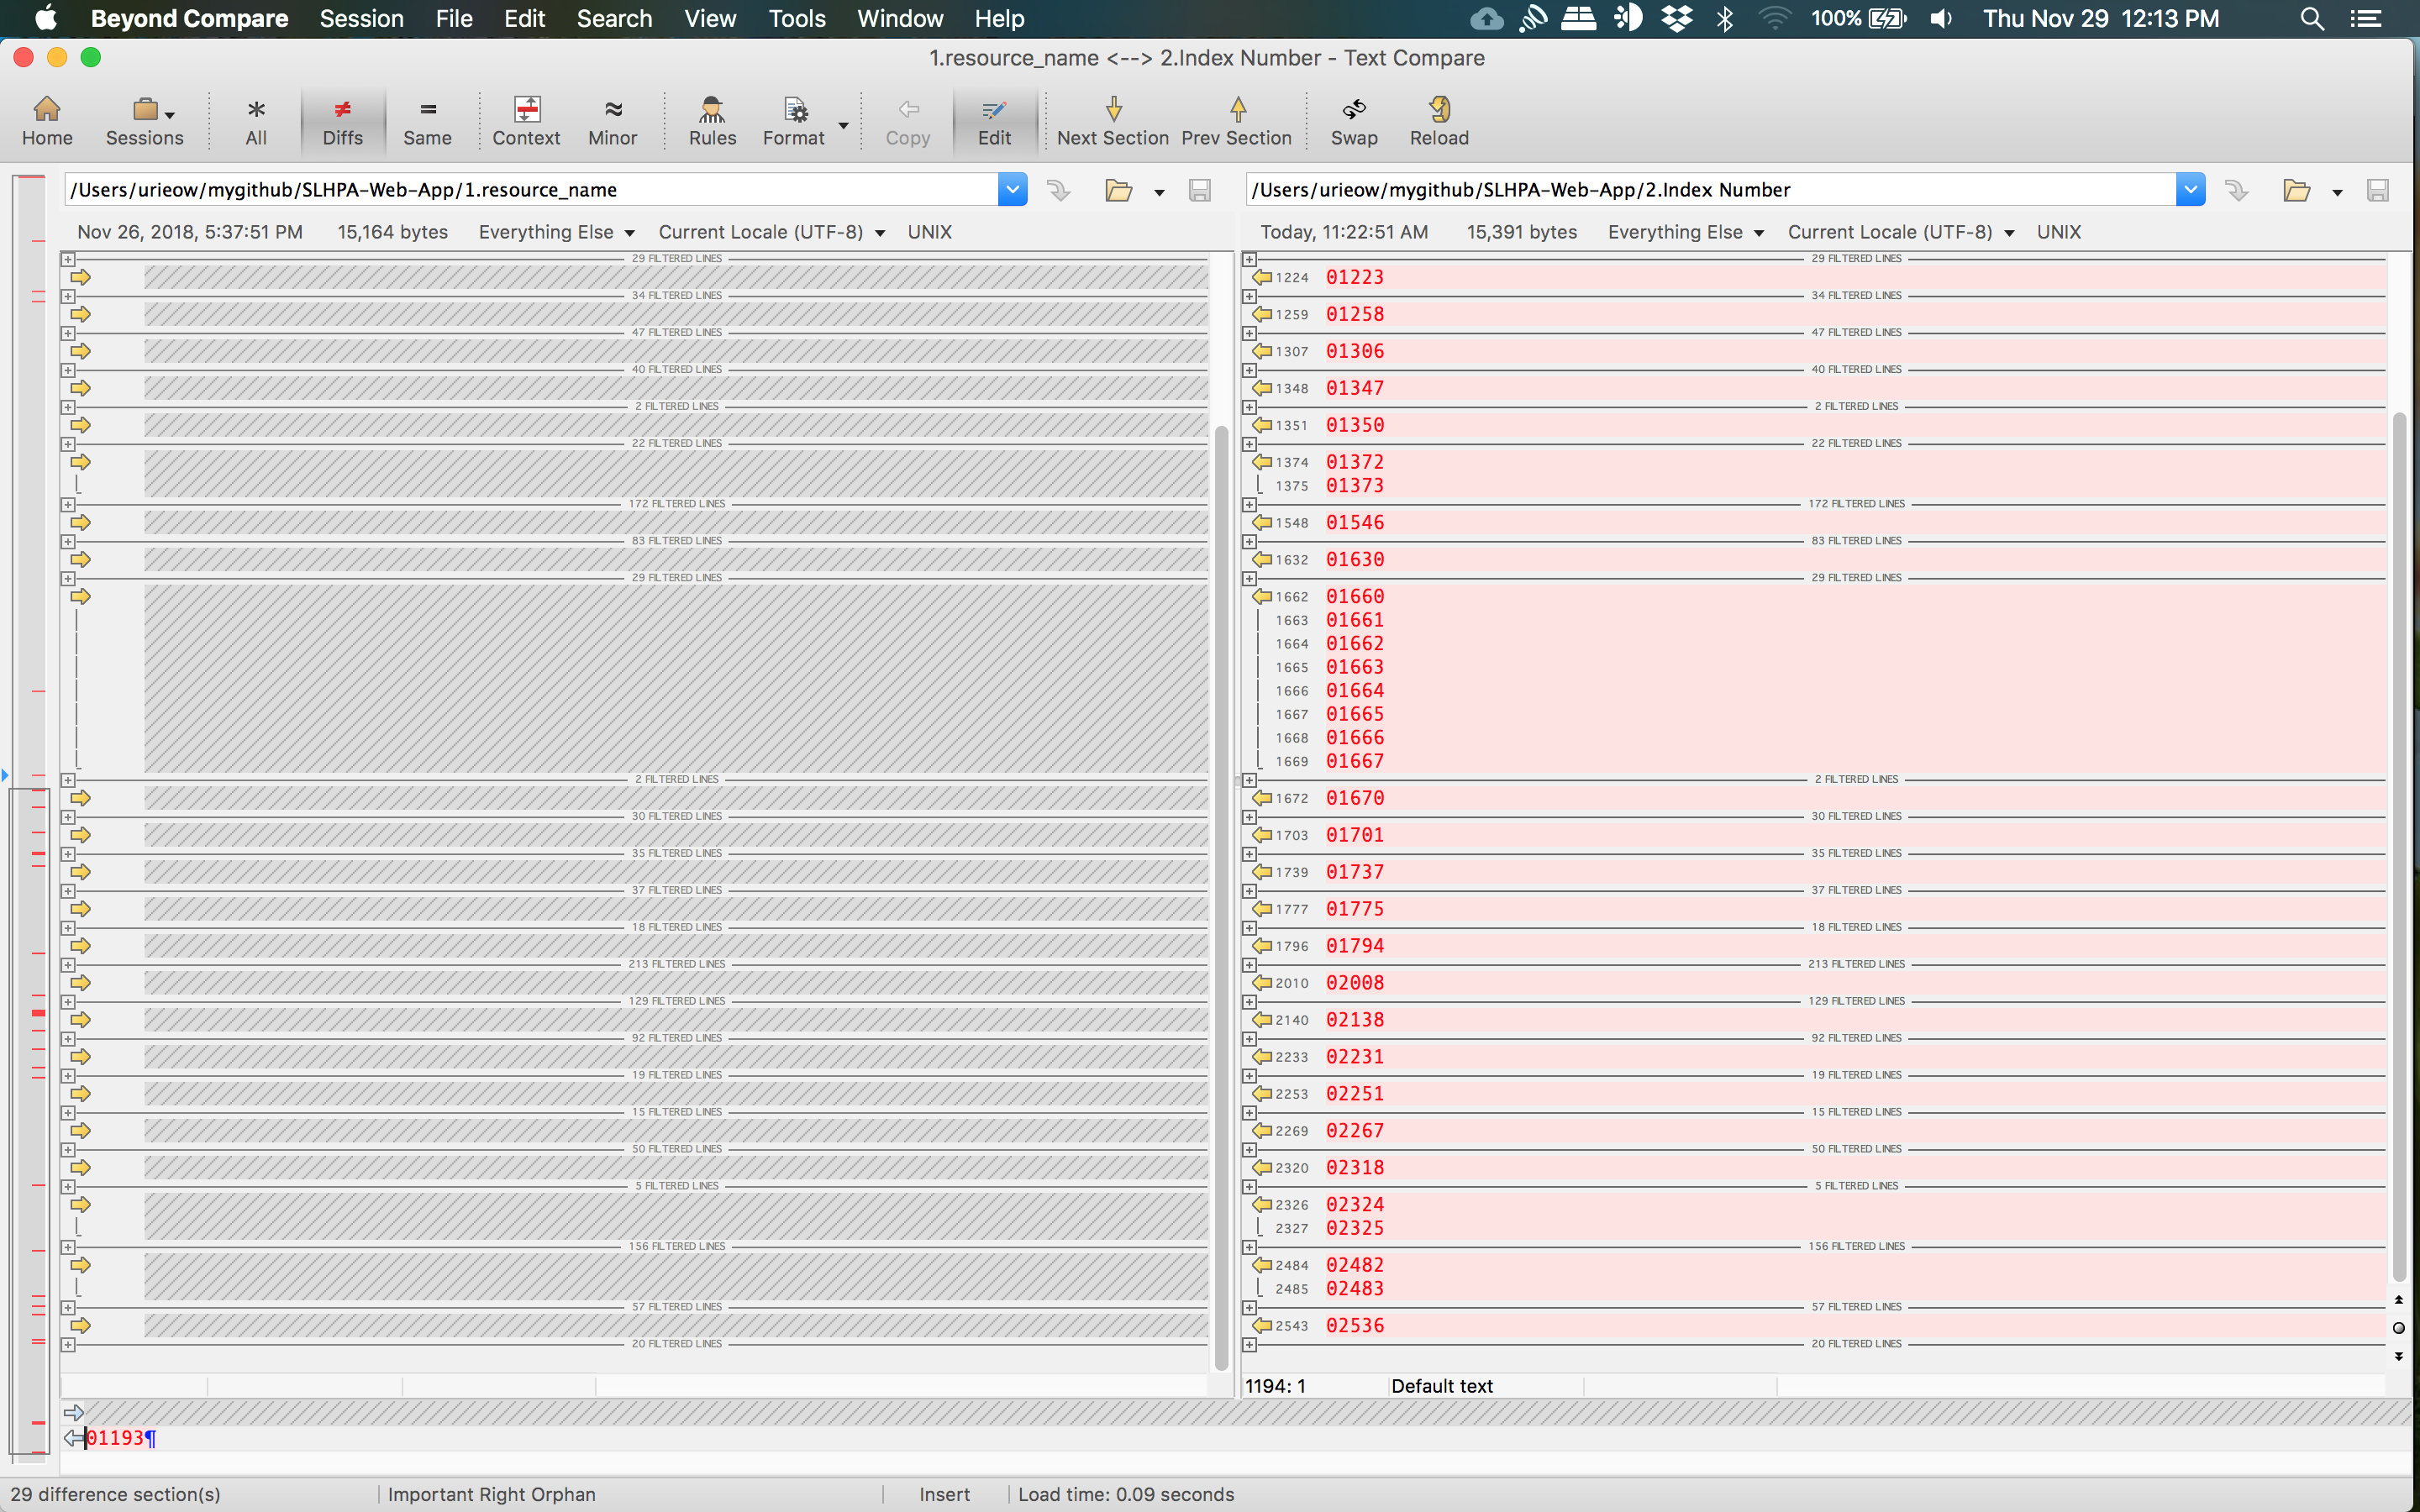 Beyond Compare Session File Edit Search View Tools Window Help 100% Thu Nov 29 12:13 PM
1.resource_name <--> 2.Index Number - Text Compare
Home Sessions All Diffs Same Context Minor Rules Format Copy Edit Next Section Prev Section Swap Reload
/Users/urieow/mygithub/SLHPA-Web-App/1.resource_name /Users/urieow/mygithub/SLHPA-Web-App/2.Index Number
Nov 26, 2018, 5:37:51 PM 15,164 bytes Everything Else Current Locale (UTF-8) UNIX Today, 11:22:51 AM 15,391 bytes Everything Else Current Locale (UTF-8) UNIX
29 FILTERED LINES 29 FILTERED LINES
1224 01223
34 FILTERED LINES 34 FILTERED LINES
1259 01258
47 FILTERED LINES 47 FILTERED LINES
1307 01306
40 FILTERED LINES 40 FILTERED LINES
1348 01347
2 FILTERED LINES 2 FILTERED LINES
1351 01350
22 FILTERED LINES 22 FILTERED LINES
1374 01372
1375 01373
172 FILTERED LINES 172 FILTERED LINES
1548 01546
83 FILTERED LINES 83 FILTERED LINES
1632 01630
29 FILTERED LINES 29 FILTERED LINES
1662 01660
1663 01661
1664 01662
1665 01663
1666 01664
1667 01665
1668 01666
1669 01667
2 FILTERED LINES 2 FILTERED LINES
1672 01670
30 FILTERED LINES 30 FILTERED LINES
1703 01701
35 FILTERED LINES 35 FILTERED LINES
1739 01737
37 FILTERED LINES 37 FILTERED LINES
1777 01775
18 FILTERED LINES 18 FILTERED LINES
1796 01794
213 FILTERED LINES 213 FILTERED LINES
2010 02008
129 FILTERED LINES 129 FILTERED LINES
2140 02138
92 FILTERED LINES 92 FILTERED LINES
2233 02231
19 FILTERED LINES 19 FILTERED LINES
2253 02251
15 FILTERED LINES 15 FILTERED LINES
2269 02267
50 FILTERED LINES 50 FILTERED LINES
2320 02318
5 FILTERED LINES 5 FILTERED LINES
2326 02324
2327 02325
156 FILTERED LINES 156 FILTERED LINES
2484 02482
2485 02483
57 FILTERED LINES 57 FILTERED LINES
2543 02536
20 FILTERED LINES 20 FILTERED LINES
1194: 1 Default text
01193¶
29 difference section(s) Important Right Orphan Insert Load time: 0.09 seconds